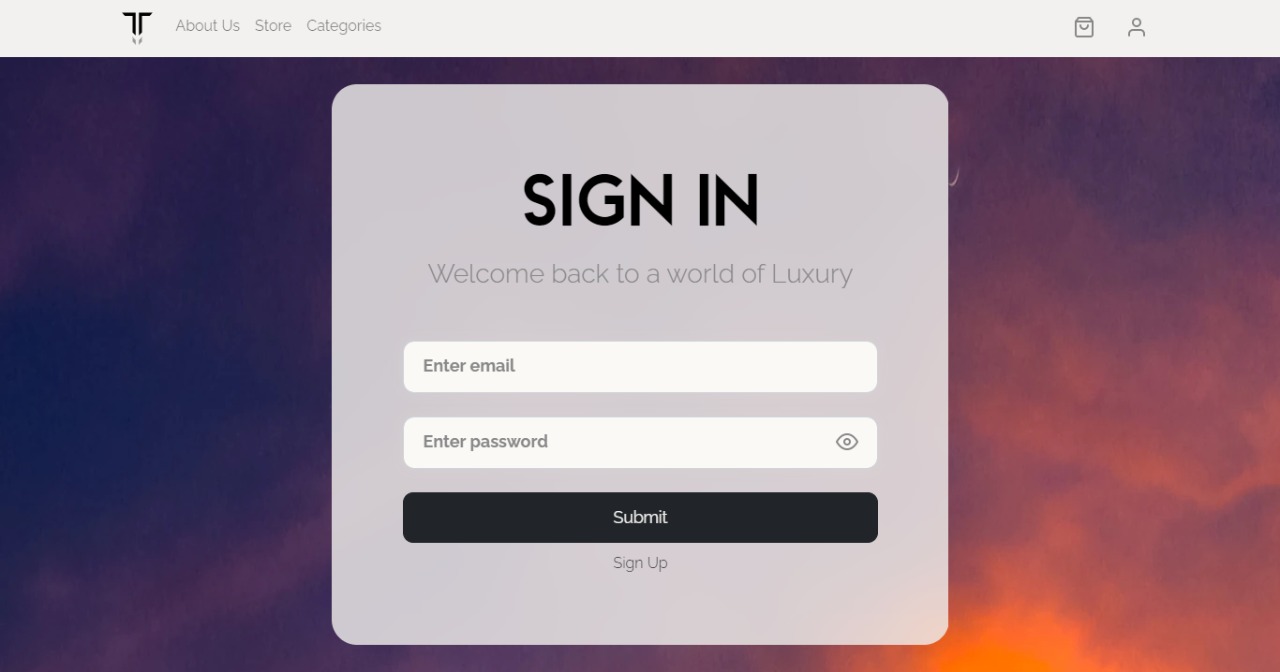 About Us Store Categories
SIGN IN
Welcome back to a world of Luxury
Enter email
Enter password
Submit
Sign Up